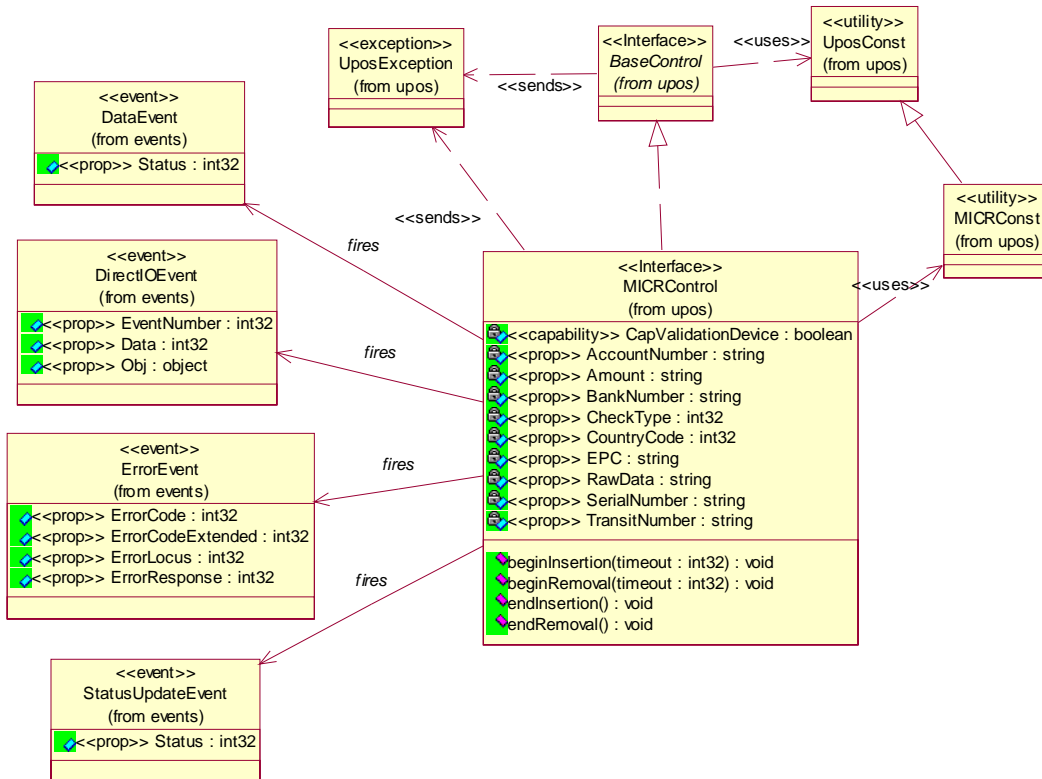 <<exception>>
UposException
(from upos)
<<Interface>>
BaseControl
(from upos)
<<utility>>
UposConst
(from upos)
<<uses>>
<<sends>>
<<event>>
DataEvent
(from events)
<<prop>> Status : int32
<<utility>>
MICRConst
(from upos)
<<sends>>
fires
<<event>>
DirectIOEvent
(from events)
<<prop>> EventNumber : int32
<<prop>> Data : int32
<<prop>> Obj : object
<<uses>>
<<Interface>>
MICRControl
(from upos)
<<capability>> CapValidationDevice : boolean
<<prop>> AccountNumber : string
<<prop>> Amount : string
<<prop>> BankNumber : string
<<prop>> CheckType : int32
<<prop>> CountryCode : int32
<<prop>> EPC : string
<<prop>> RawData : string
<<prop>> SerialNumber : string
<<prop>> TransitNumber : string
beginInsertion(timeout : int32) : void
beginRemoval(timeout : int32) : void
endInsertion() : void
endRemoval() : void
fires
<<event>>
ErrorEvent
(from events)
<<prop>> ErrorCode : int32
<<prop>> ErrorCodeExtended : int32
<<prop>> ErrorLocus : int32
<<prop>> ErrorResponse : int32
fires
fires
<<event>>
StatusUpdateEvent
(from events)
<<prop>> Status : int32